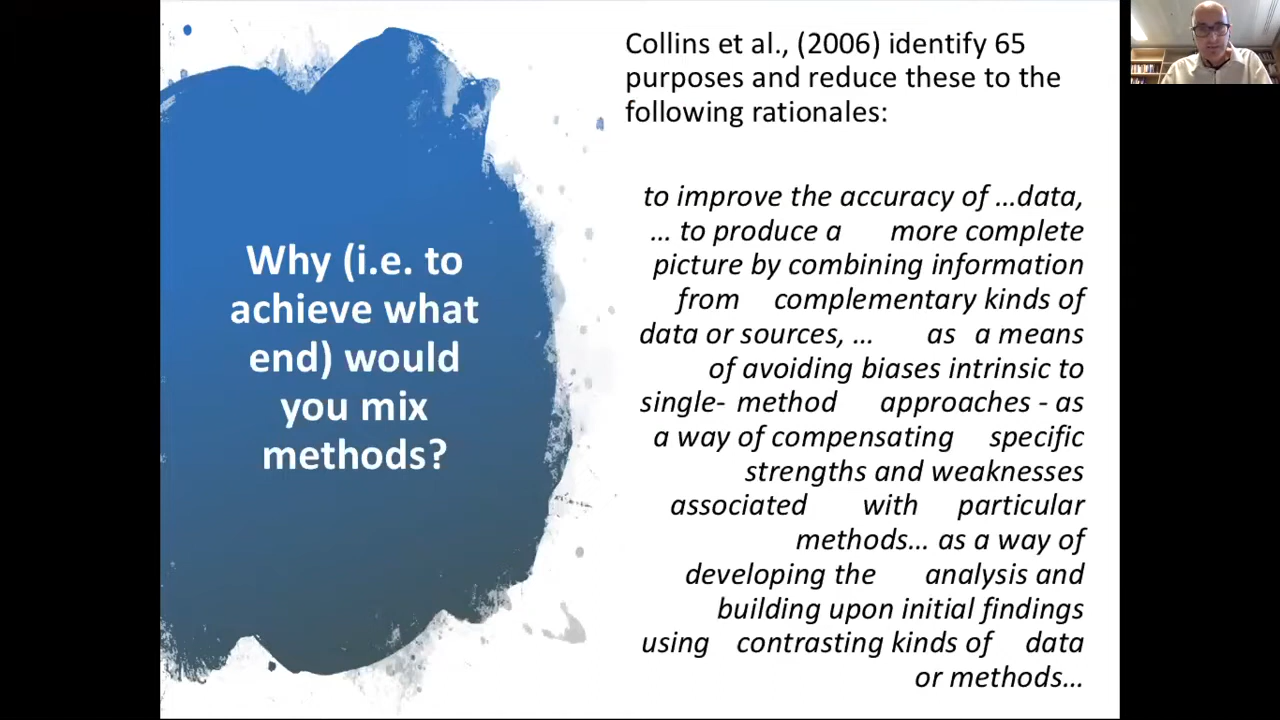 Why (i.e. to
achieve what
end) would
you mix
methods?
Collins et al., (2006) identify 65
purposes and reduce these to the
following rationales:
to improve the accuracy of …data,
… to produce a more complete
picture by combining information
from complementary kinds of
data or sources, … as a means
of avoiding biases intrinsic to
single- method approaches - as
a way of compensating specific
strengths and weaknesses
associated with particular
methods… as a way of
developing the analysis and
building upon initial findings
using contrasting kinds of data
or methods…